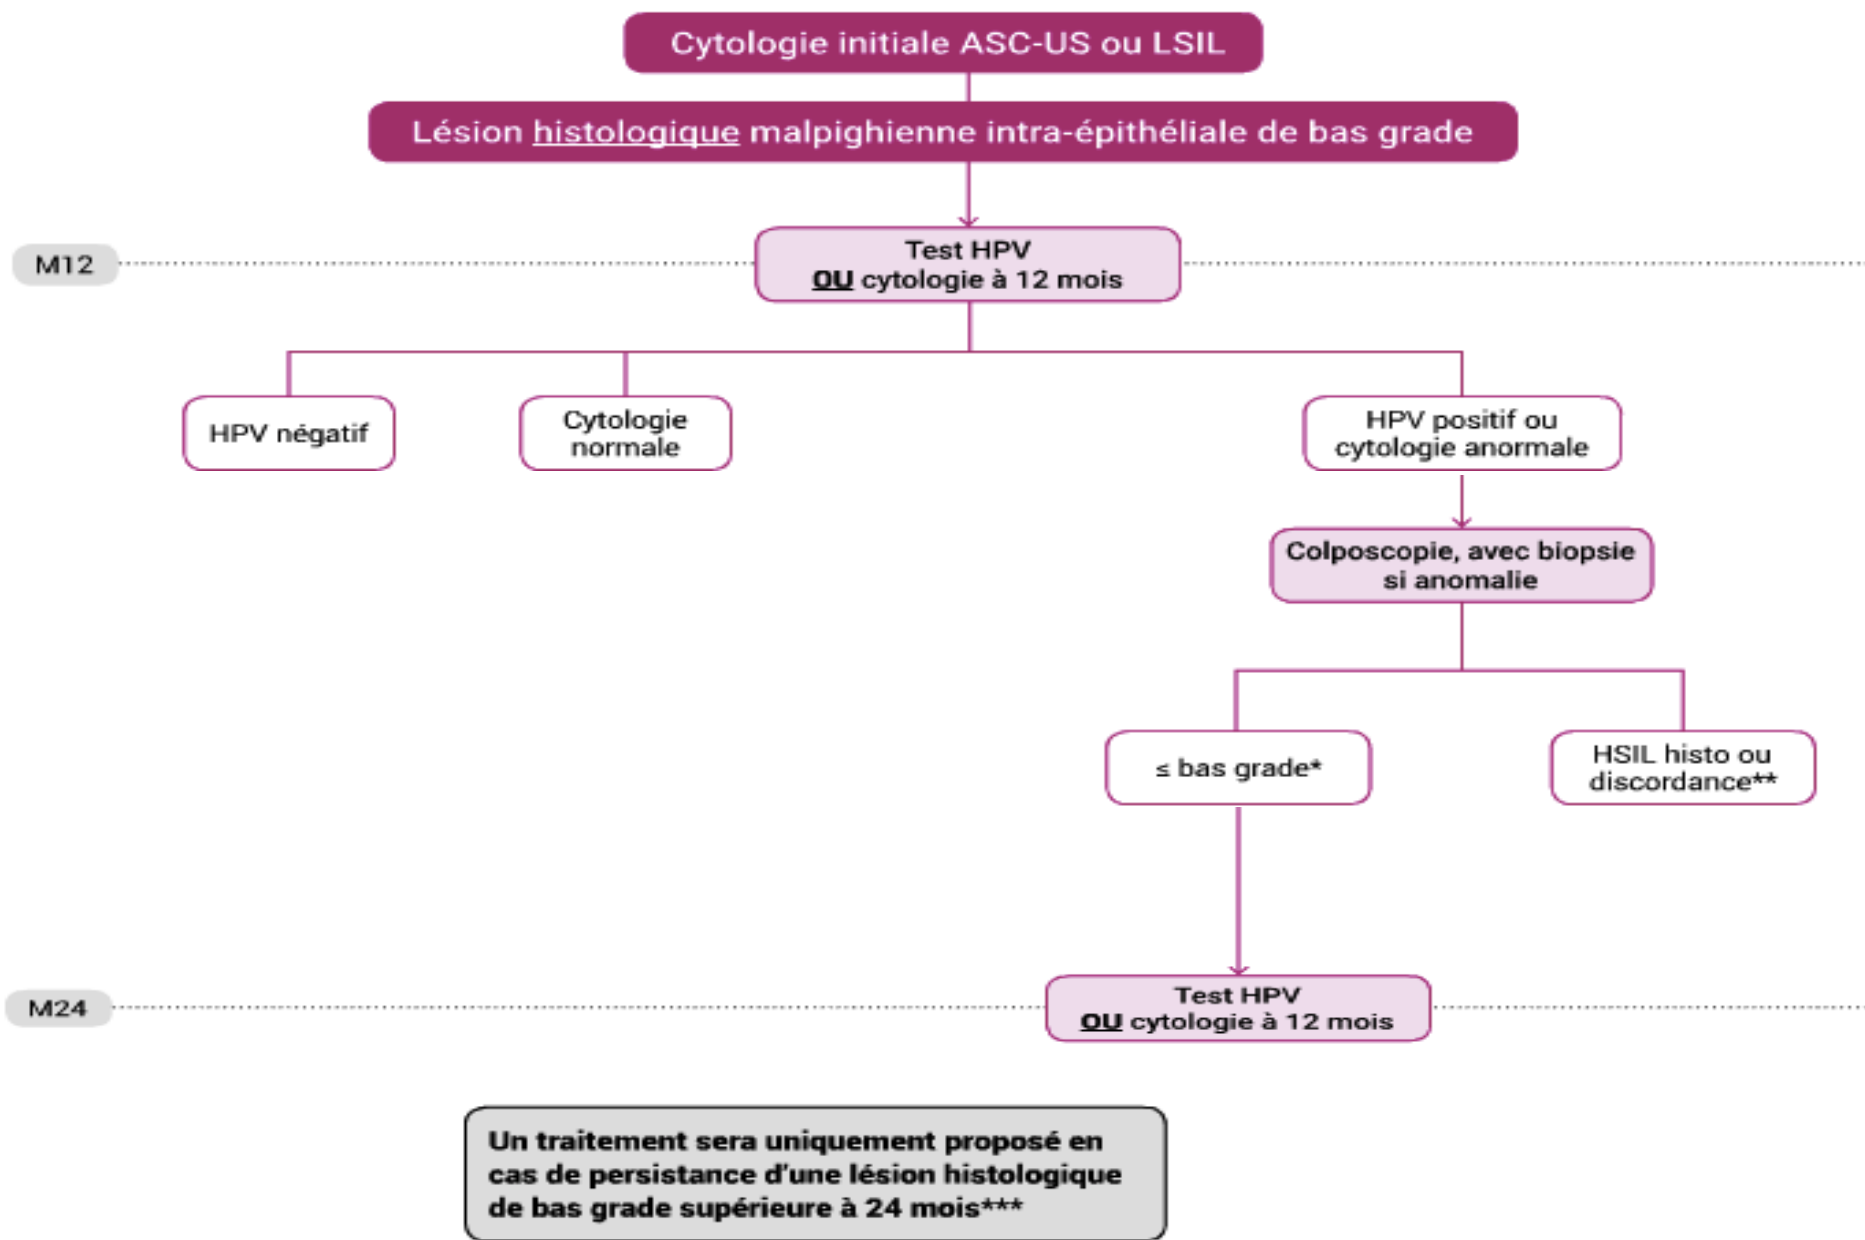 Cytologie initiale ASC-US ou LSIL
Lésion histologique malpighienne intra-épithéliale de bas grade
M12
Test HPV
OU cytologie à 12 mois
HPV négatif
Cytologie
normale
HPV positif ou
cytologie anormale
Colposcopie, avec biopsie
si anomalie
≤ bas grade*
HSIL histo ou
discordance**
M24
Test HPV
OU cytologie à 12 mois
Un traitement sera uniquement proposé en
cas de persistance d'une lésion histologique
de bas grade supérieure à 24 mois***